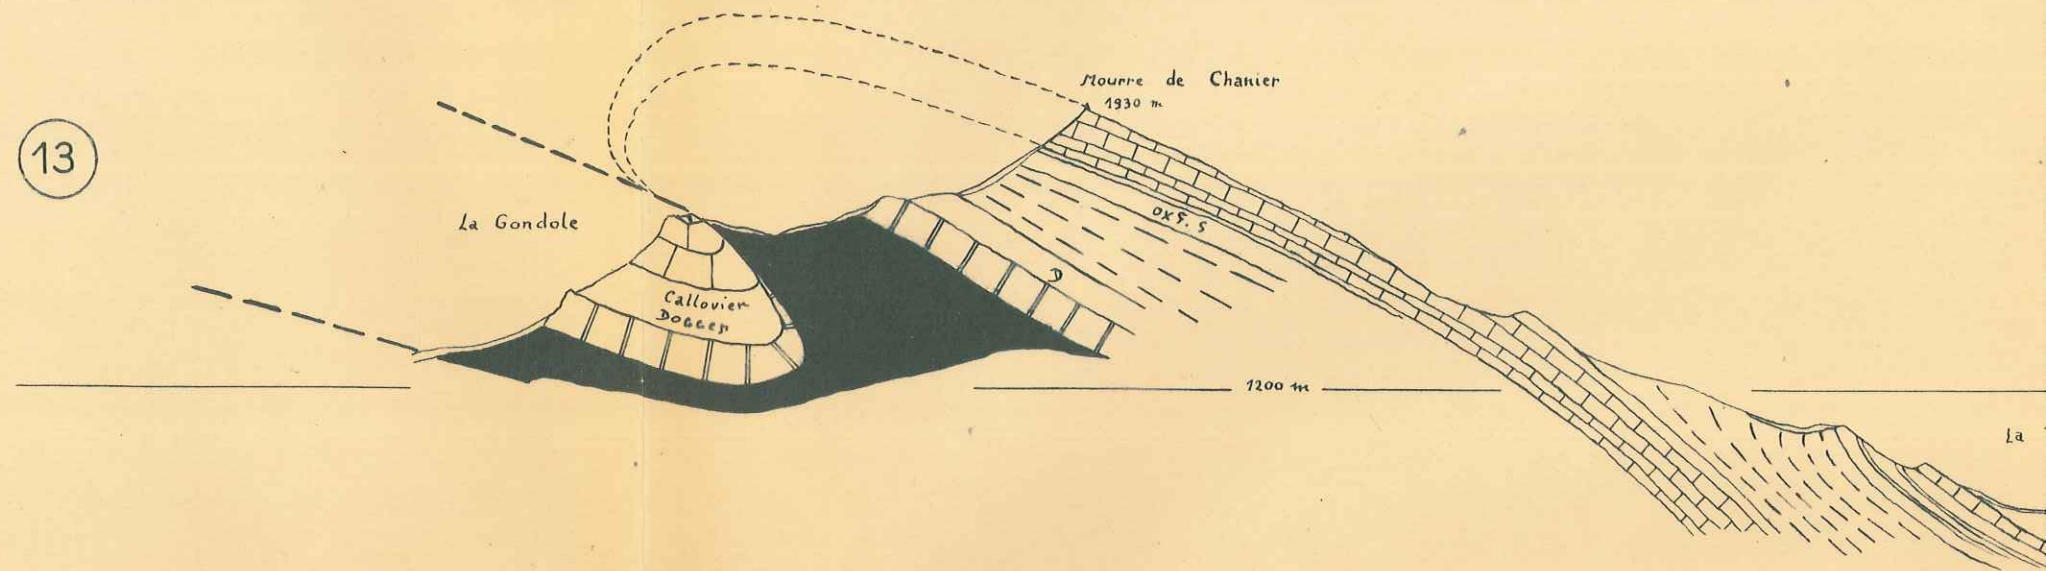 Mourre de Chanier
1930 m
13
La Gondole
oxf. s
D
Callovien
DOGGER
1200 m
La